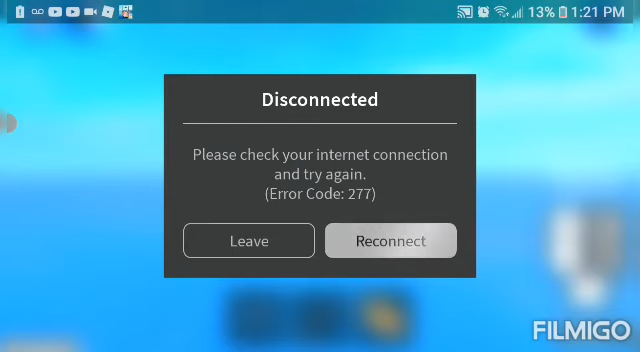 13% 1:21 PM
Disconnected
Please check your internet connection
and try again.
(Error Code: 277)
Leave
Reconnect
FILMIGO